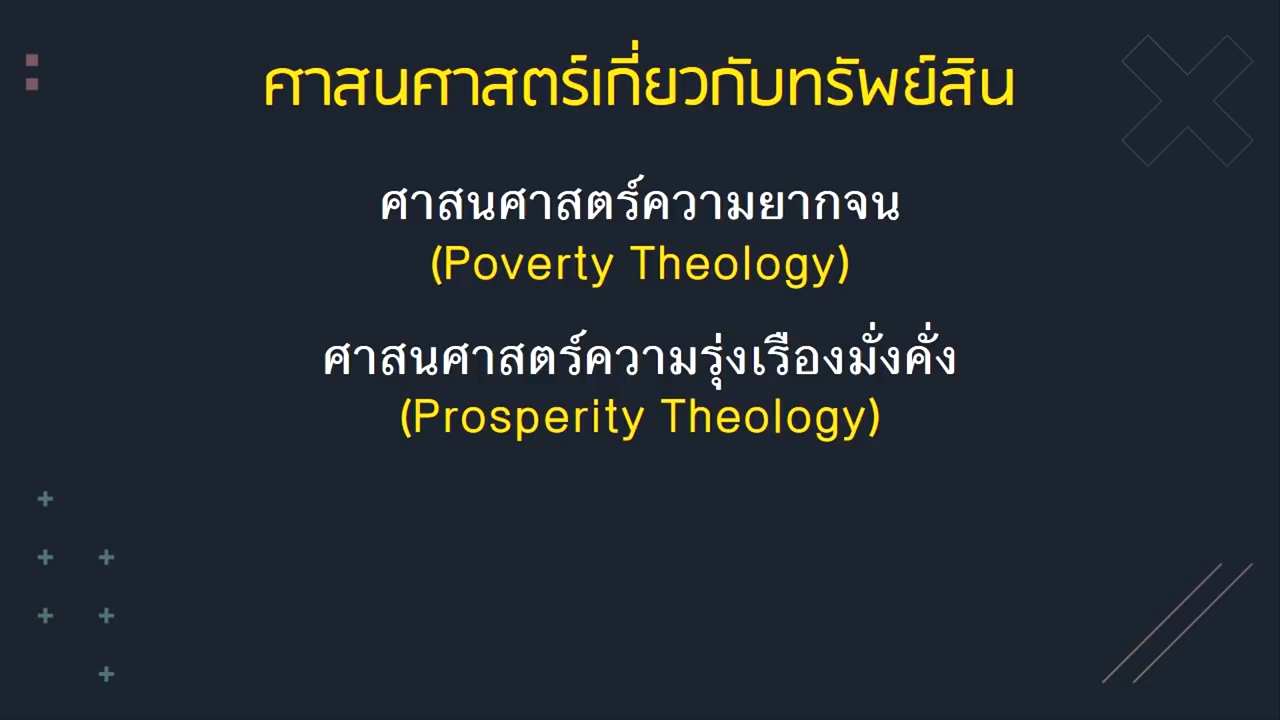 ศาสนศาสตร์เกี่ยวกับทรัพย์สิน
ศาสนศาสตร์ความยากจน
(Poverty Theology)
ศาสนศาสตร์ความรุ่งเรืองมั่งคั่ง
(Prosperity Theology)